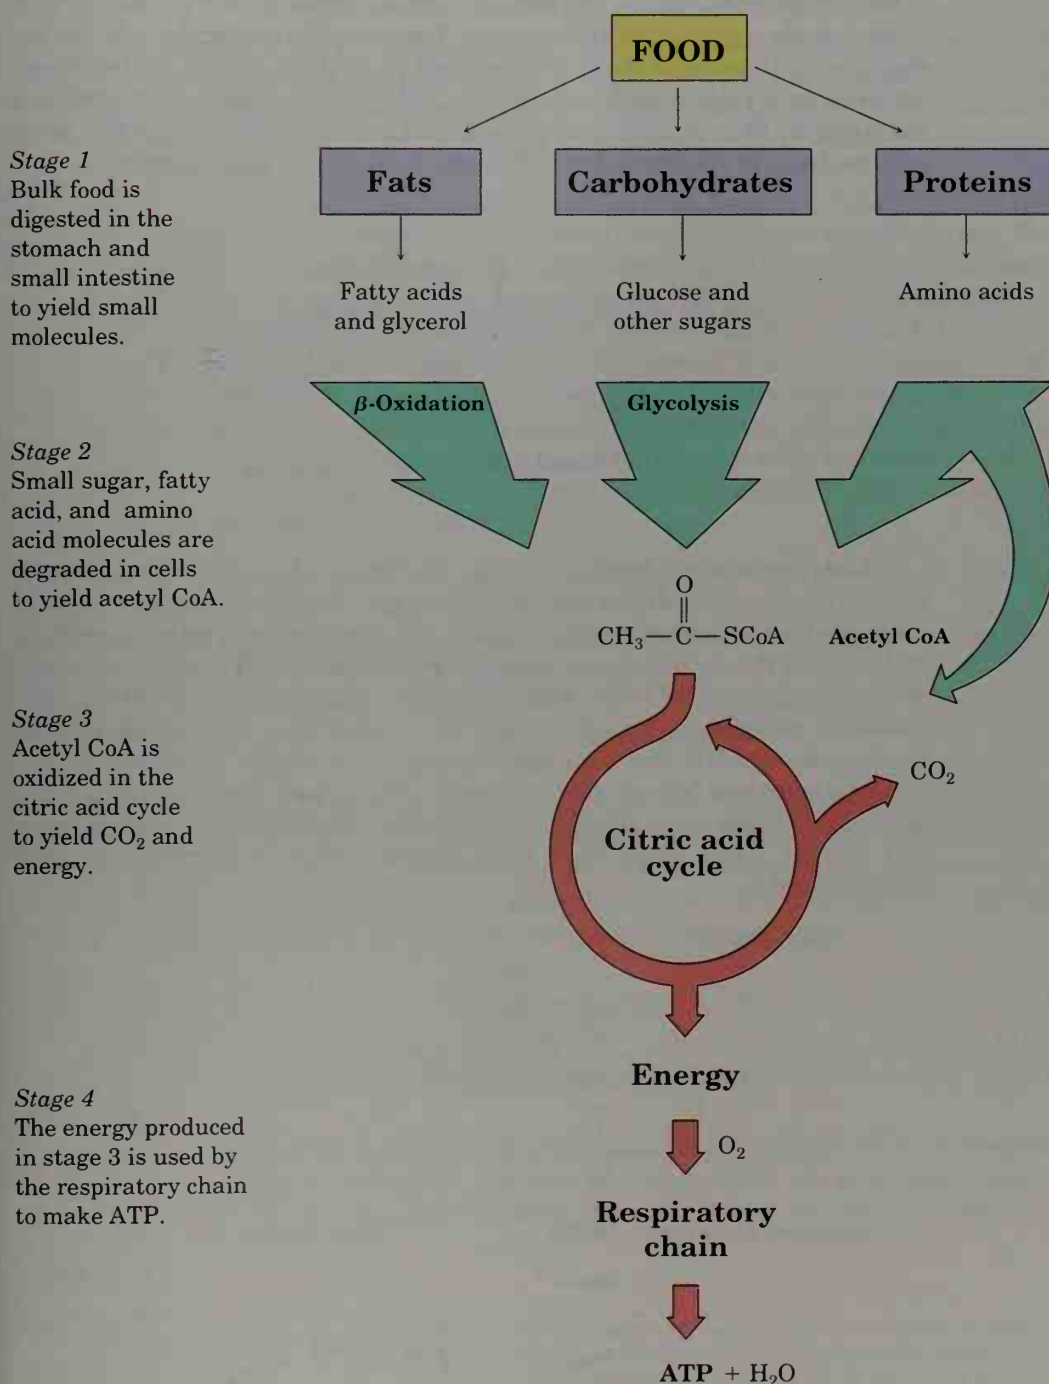 FOOD
Stage 1
Bulk food is
digested in the
stomach and
small intestine
to yield small
molecules.
Fats
Carbohydrates
Proteins
Fatty acids
and glycerol
Glucose and
other sugars
Amino acids
β-Oxidation
Glycolysis
Stage 2
Small sugar, fatty
acid, and amino
acid molecules are
degraded in cells
to yield acetyl CoA.
O
CH₃—C—SCoA
Acetyl CoA
Stage 3
Acetyl CoA is
oxidized in the
citric acid cycle
to yield CO₂ and
energy.
CO₂
Citric acid
cycle
Energy
Stage 4
The energy produced
in stage 3 is used by
the respiratory chain
to make ATP.
O₂
Respiratory
chain
ATP + H₂O